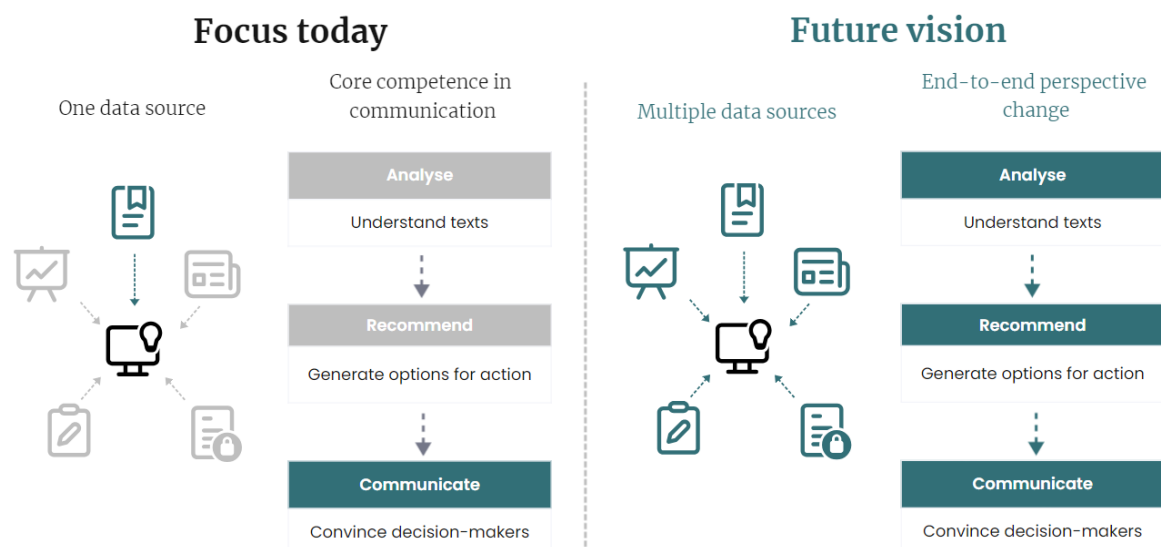 Focus today
One data source
Core competence in
communication
Analyse
Understand texts
Recommend
Generate options for action
Communicate
Convince decision-makers
Future vision
Multiple data sources
End-to-end perspective
change
Analyse
Understand texts
Recommend
Generate options for action
Communicate
Convince decision-makers